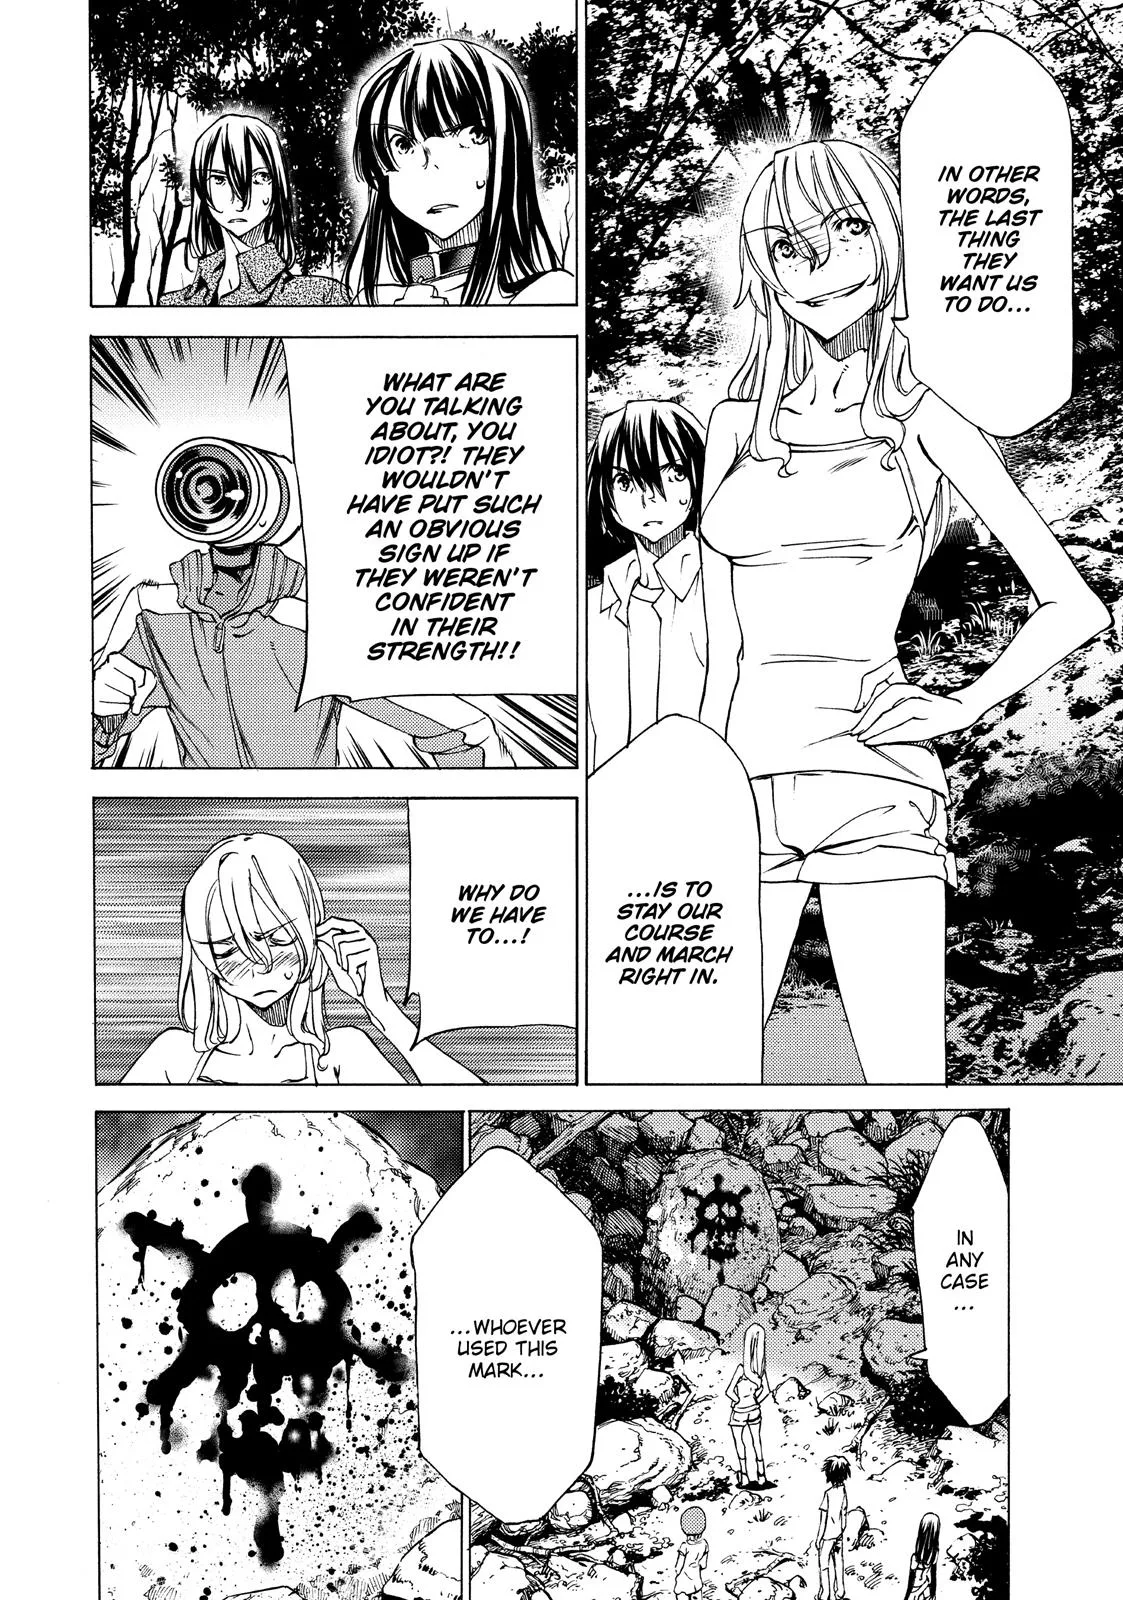 IN OTHER
WORDS,
THE LAST
THING
THEY
WANT US
TO DO...
...IS TO
STAY OUR
COURSE
AND MARCH
RIGHT IN.
WHAT ARE
YOU TALKING
ABOUT, YOU
IDIOT?! THEY
WOULDN'T
HAVE PUT SUCH
AN OBVIOUS
SIGN UP IF
THEY WEREN'T
CONFIDENT
IN THEIR
STRENGTH!!
WHY DO
WE HAVE
TO...!
IN
ANY
CASE
...
...WHOEVER
USED THIS
MARK...